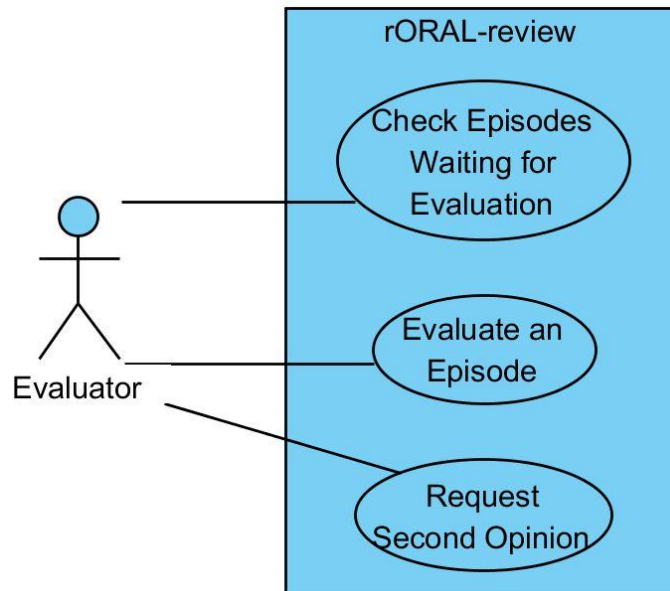 rORAL-review
Check Episodes
Waiting for
Evaluation
Evaluate an
Episode
Evaluator
Request
Second Opinion